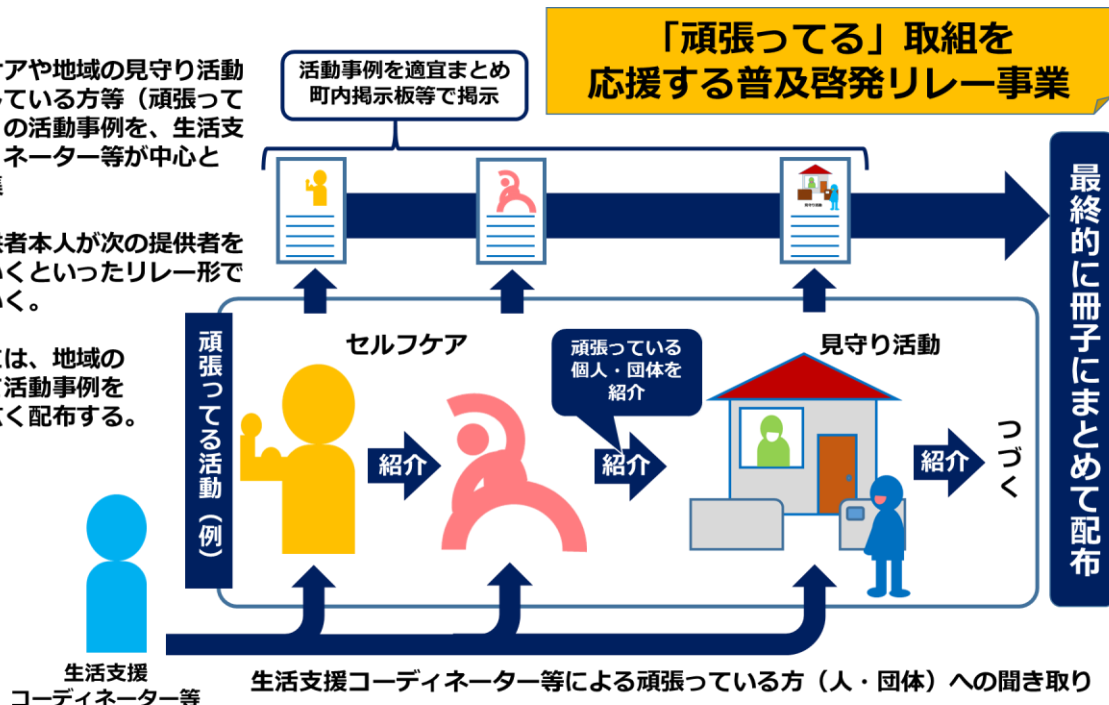 「頑張ってる」取組を
応援する普及啓発リレー事業
活動事例を適宜まとめ
町内掲示板等で掲示
ケアや地域の見守り活動
ている方等（頑張って
の活動事例を、生活支
ネーター等が中心と
者本人が次の提供者を
いくといったリレー形で
いく。
は、地域の
活動事例を
く配布する。
見守り活動
最終的に冊子にまとめて配布
頑張ってる活動（例）
セルフケア
頑張っている
個人・団体を
紹介
見守り活動
紹介
紹介
紹介
つづく
生活支援
コーディネーター等
生活支援コーディネーター等による頑張っている方（人・団体）への聞き取り